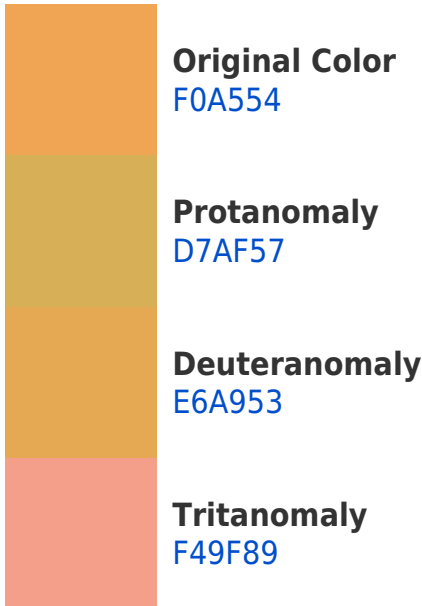 Original Color
F0A554
Protanomaly
D7AF57
Deuteranomaly
E6A953
Tritanomaly
F49F89